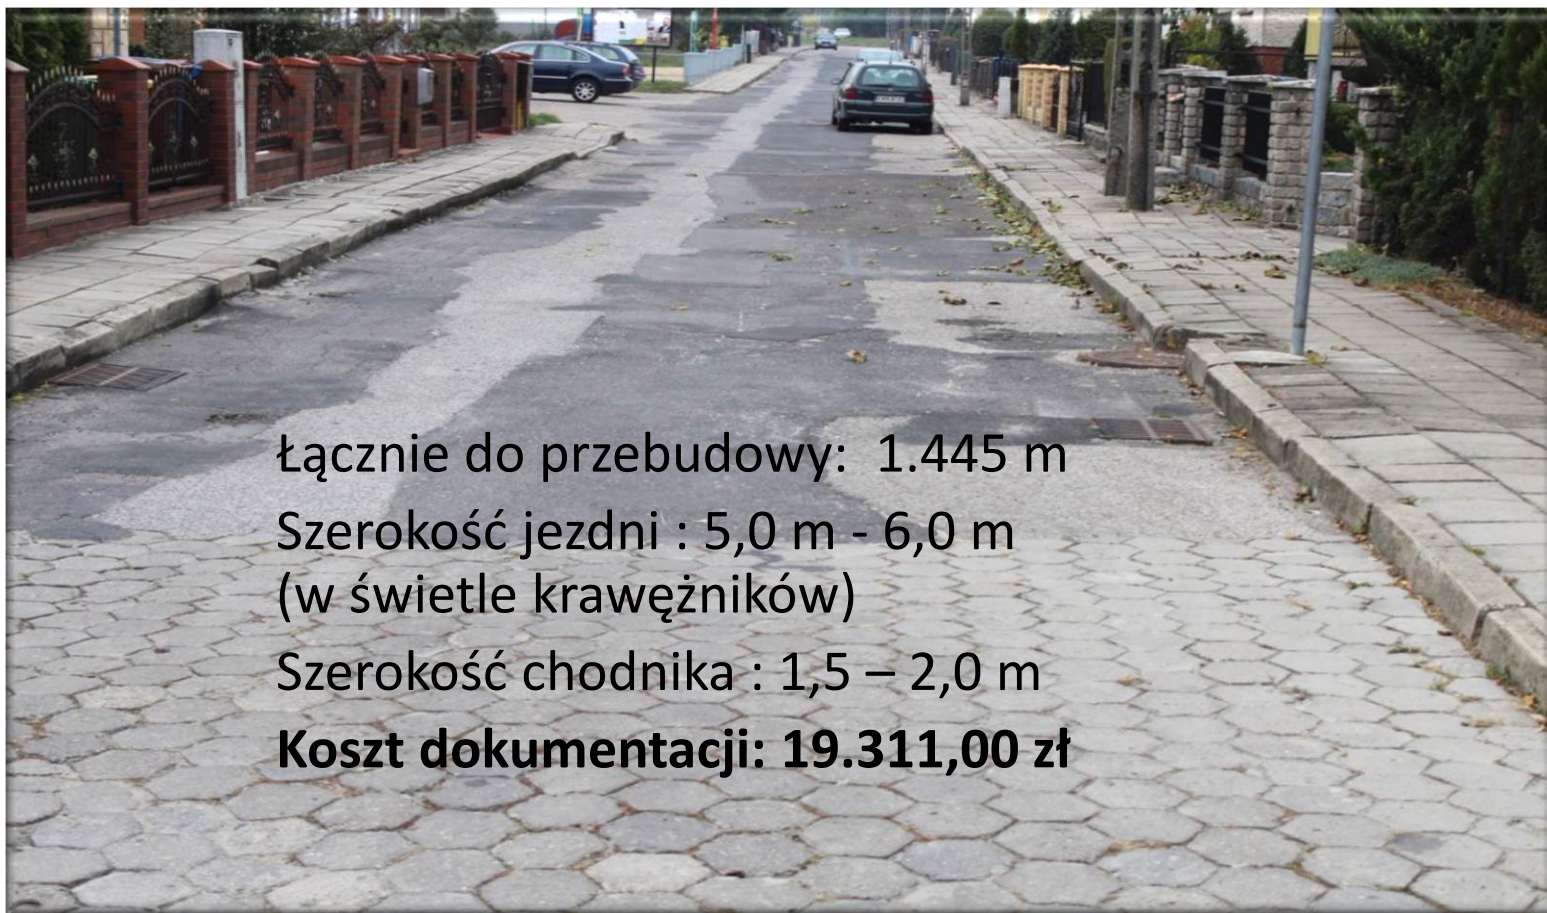 Łącznie do przebudowy:  1.445 m
Szerokość jezdni : 5,0 m - 6,0 m
(w świetle krawężników)
Szerokość chodnika : 1,5 – 2,0 m
Koszt dokumentacji: 19.311,00 zł